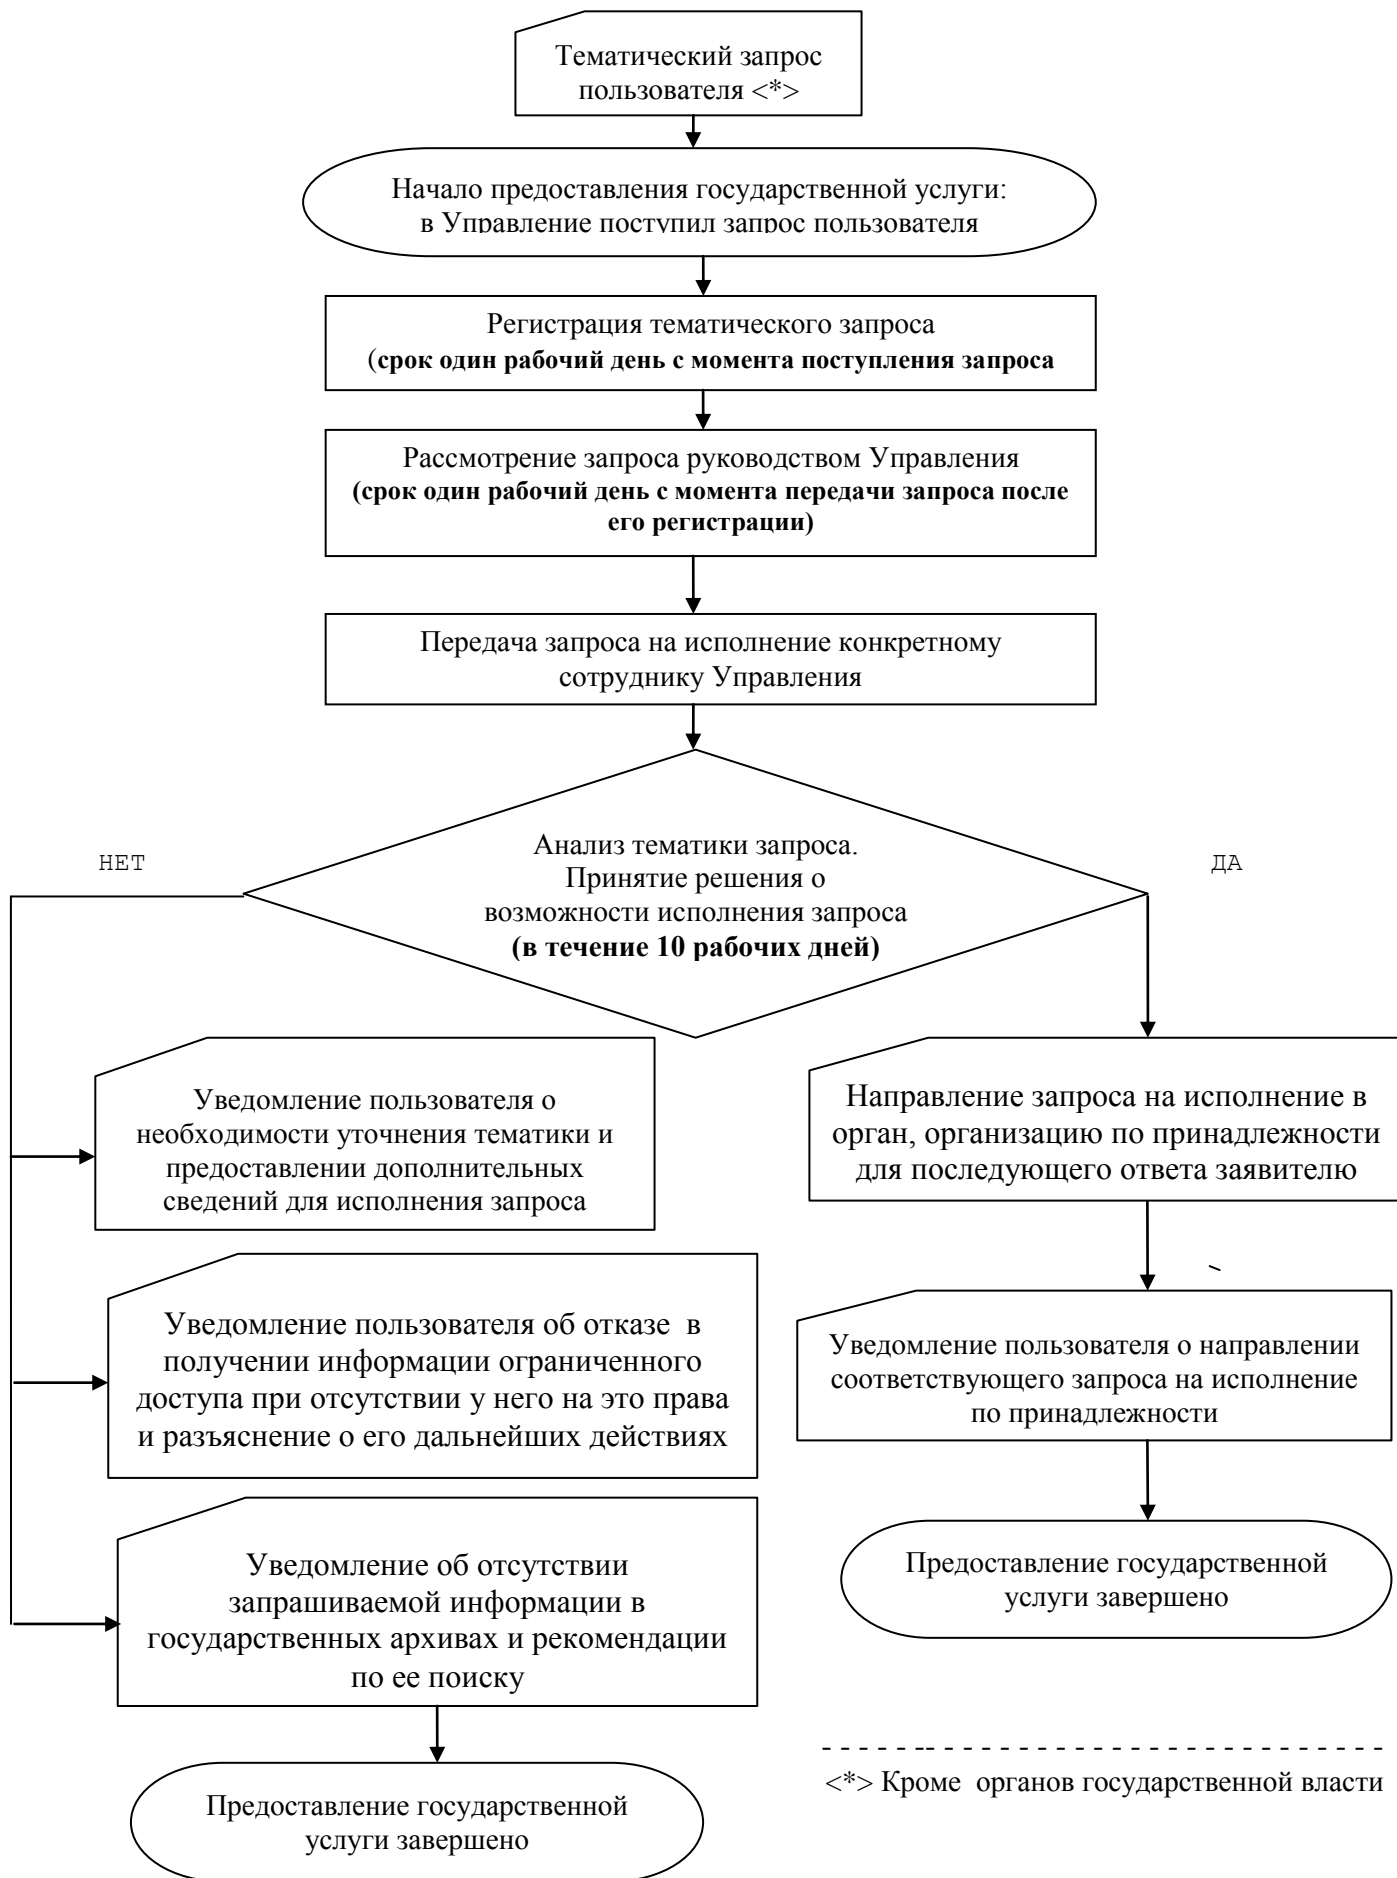 Тематический запрос
пользователя <*>
Начало предоставления государственной услуги:
в Управление поступил запрос пользователя
Регистрация тематического запроса
(срок один рабочий день с момента поступления запроса
Рассмотрение запроса руководством Управления
(срок один рабочий день с момента передачи запроса после
его регистрации)
Передача запроса на исполнение конкретному
сотруднику Управления
Анализ тематики запроса.
Принятие решения о
возможности исполнения запроса
(в течение 10 рабочих дней)
НЕТ
ДА
Уведомление пользователя о
необходимости уточнения тематики и
предоставлении дополнительных
сведений для исполнения запроса
Уведомление пользователя об отказе  в
получении информации ограниченного
доступа при отсутствии у него на это права
и разъяснение о его дальнейших действиях
Уведомление об отсутствии
запрашиваемой информации в
государственных архивах и рекомендации
по ее поиску
Предоставление государственной
услуги завершено
Направление запроса на исполнение в
орган, организацию по принадлежности
для последующего ответа заявителю
Уведомление пользователя о направлении
соответствующего запроса на исполнение
по принадлежности
Предоставление государственной
услуги завершено
<*> Кроме  органов государственной власти